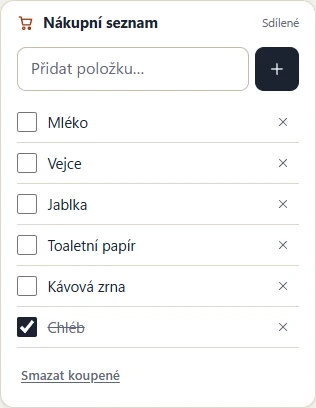 Nákupní seznam Sdílené
Přidat položku...
Mléko
Vejce
Jablka
Toaletní papír
Kávová zrna
Chléb
Smazat koupené